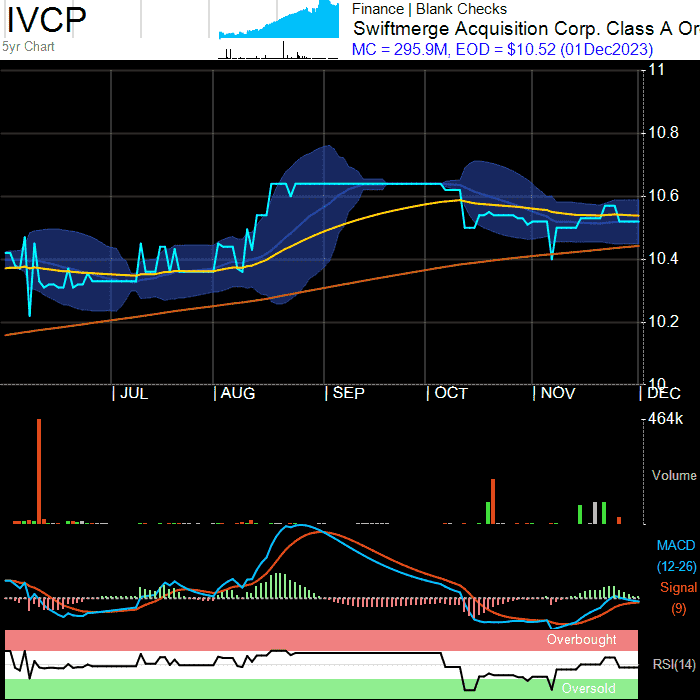 IVCP
5yr Chart
Finance | Blank Checks
Swiftmerge Acquisition Corp. Class A Or
MC = 295.9M, EOD = $10.52 (01Dec2023)
11
10.8
10.6
10.4
10.2
10
JUL AUG SEP OCT NOV DEC
464k
Volume
MACD
(12-26)
Signal
(9)
Overbought
RSI(14)
Oversold